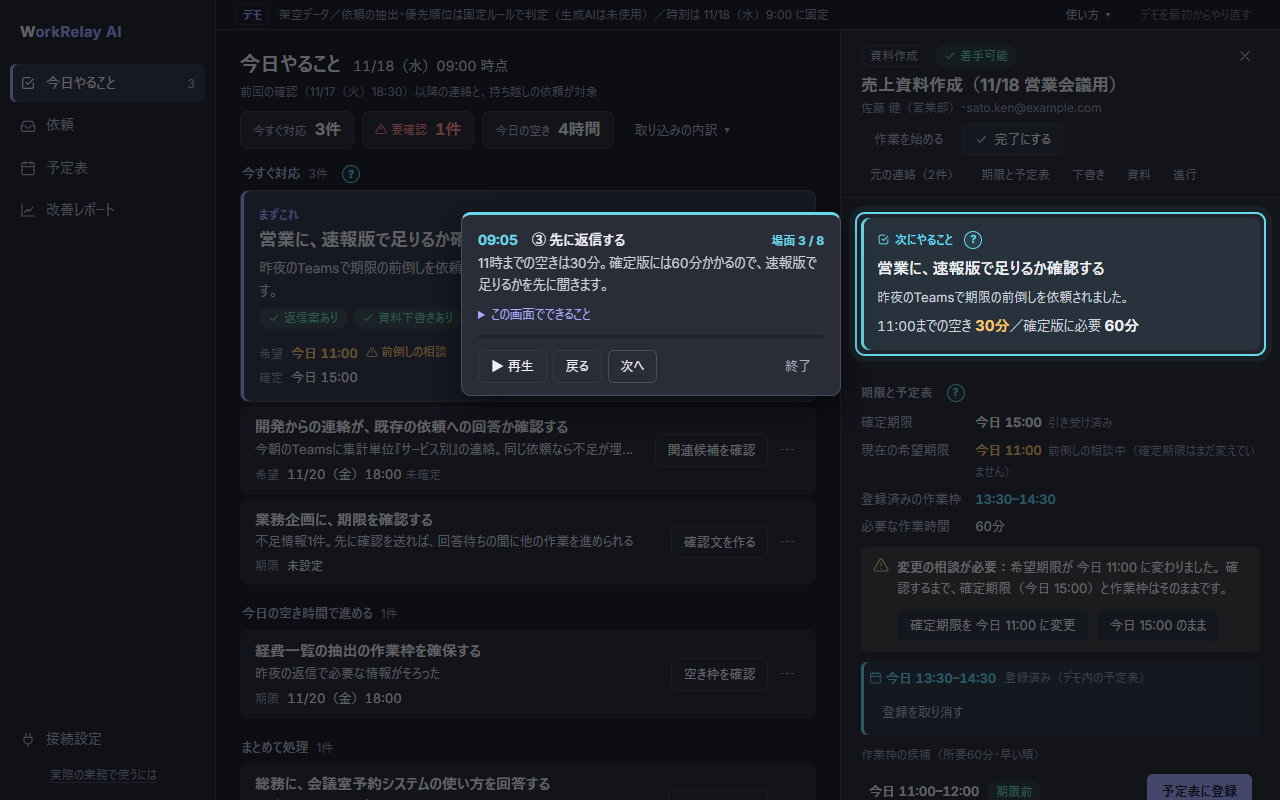 WorkRelay AI
今日やること 3
依頼
予定表
改善レポート
接続設定
実際の業務で使うには
デモ 架空データ／依頼の抽出・優先順位は固定ルールで判定（生成AIは未使用）／時刻は 11/18（水）9:00 に固定
使い方 ▼
デモを最初からやり直す
今日やること 11/18（水）09:00 時点
前回の確認（11/17（火）18:30）以降の連絡と、持ち越しの依頼が対象
今すぐ対応 3件
要確認 1件
今日の空き 4時間
取り込みの内訳 ▼
今すぐ対応 3件 ?
まずこれ
営業に、速報版で足りるか確
昨夜のTeamsで期限の前倒しを依頼
す。
返信案あり 資料下書きあり
希望 今日 11:00 前倒しの相談
確定 今日 15:00
開発からの連絡が、既存の依頼への回答か確認する
今朝のTeamsに集計単位『サービス別』の連絡。同じ依頼なら不足が埋…
希望 11/20（金）18:00 未確定
関連候補を確認 …
業務企画に、期限を確認する
不足情報1件。先に確認を送れば、回答待ちの間に他の作業を進められる
期限 未設定
確認文を作る …
今日の空き時間で進める 1件
経費一覧の抽出の作業枠を確保する
昨夜の返信で必要な情報がそろった
期限 11/20（金）18:00
空き枠を確認 …
まとめて処理 1件
総務に、会議室予約システムの使い方を回答する
09:05 ③ 先に返信する 場面 3 / 8
11時までの空きは30分。確定版には60分かかるので、速報版で
足りるかを先に聞きます。
▶ この画面でできること
▶ 再生 戻る 次へ 終了
資料作成 着手可能
売上資料作成（11/18 営業会議用）
佐藤 健（営業部）・sato.ken@example.com
作業を始める 完了にする
元の連絡（2件） 期限と予定表 下書き 資料 進行
次にやること ?
営業に、速報版で足りるか確認する
昨夜のTeamsで期限の前倒しを依頼されました。
11:00までの空き 30分／確定版に必要 60分
期限と予定表 ?
確定期限 今日 15:00 引き受け済み
現在の希望期限 今日 11:00 前倒しの相談中（確定期限はまだ変えてい
ません）
登録済みの作業枠 13:30–14:30
必要な作業時間 60分
変更の相談が必要：希望期限が 今日 11:00 に変わりました。確
認するまで、確定期限（今日 15:00）と作業枠はそのままです。
確定期限を 今日 11:00 に変更 今日 15:00 のまま
今日 13:30–14:30 登録済み（デモ内の予定表）
登録を取り消す
作業枠の候補（所要60分・早い順）
今日 11:00–12:00 期限前 予定表に登録